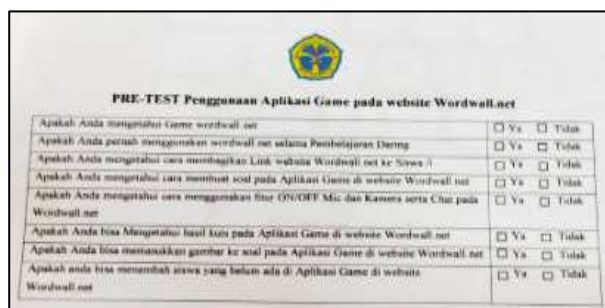 PRE-TEST Penggunaan Aplikasi Game pada website Wordwall.net
Apakah Anda mengetahui Game wordwall.net ☐ Ya ☐ Tidak
Apakah Anda pernah menggunakan wordwall.net selama Pembelajaran Daring ☐ Ya ☐ Tidak
Apakah Anda mengetahui cara membagikan Link website Wordwall.net ke Siswa /i ☐ Ya ☐ Tidak
Apakah Anda mengetahui cara membuat soal pada Aplikasi Game di website Wordwall.net ☐ Ya ☐ Tidak
Apakah Anda mengetahui cara menggunakan fitur ON/OFF Mic dan Kamera serta Chat pada ☐ Ya ☐ Tidak
Wordwall.net
Apakah Anda bisa Mengetahui hasil kuis pada Aplikasi Game di website Wordwall.net ☐ Ya ☐ Tidak
Apakah Anda bisa memasukkan gambar ke soal pada Aplikasi Game di website Wordwall.net ☐ Ya ☐ Tidak
Apakah anda bisa menambah siswa yang belum ada di Aplikasi Game di website ☐ Ya ☐ Tidak
Wordwall.net